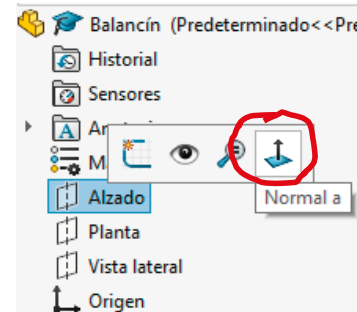 Balancín (Predeterminado<<Pre
Historial
Sensores
A
M
Alzado
Normal a
Planta
Vista lateral
Origen